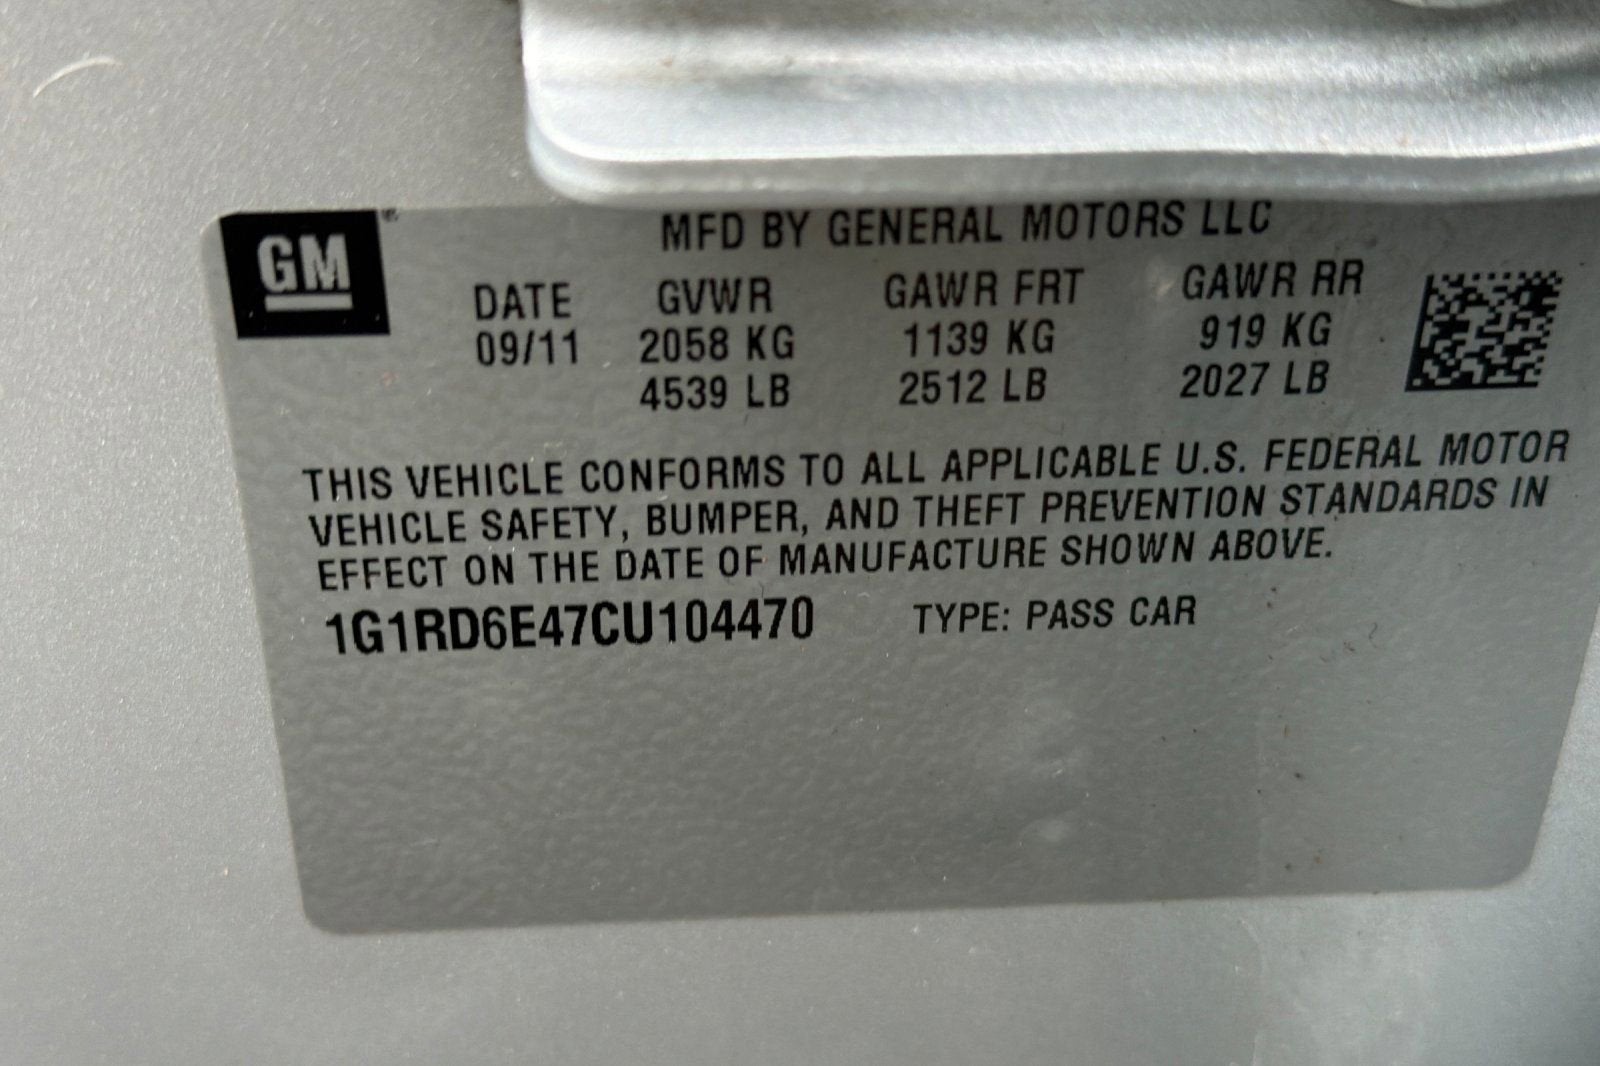 GM
MFD BY GENERAL MOTORS LLC
DATE GVWR GAWR FRT GAWR RR
09/11 2058 KG 1139 KG 919 KG
4539 LB 2512 LB 2027 LB
THIS VEHICLE CONFORMS TO ALL APPLICABLE U.S. FEDERAL MOTOR
VEHICLE SAFETY, BUMPER, AND THEFT PREVENTION STANDARDS IN
EFFECT ON THE DATE OF MANUFACTURE SHOWN ABOVE.
1G1RD6E47CU104470 TYPE: PASS CAR